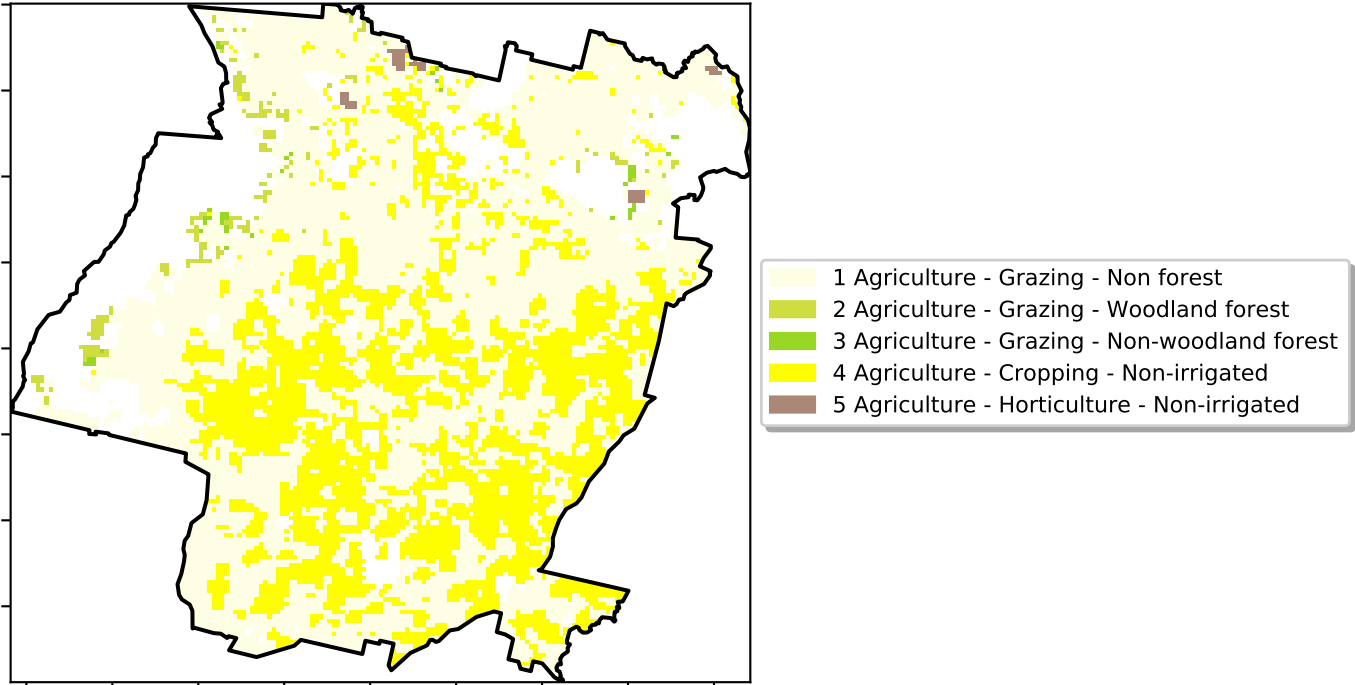 1 Agriculture - Grazing - Non forest
2 Agriculture - Grazing - Woodland forest
3 Agriculture - Grazing - Non-woodland forest
4 Agriculture - Cropping - Non-irrigated
5 Agriculture - Horticulture - Non-irrigated